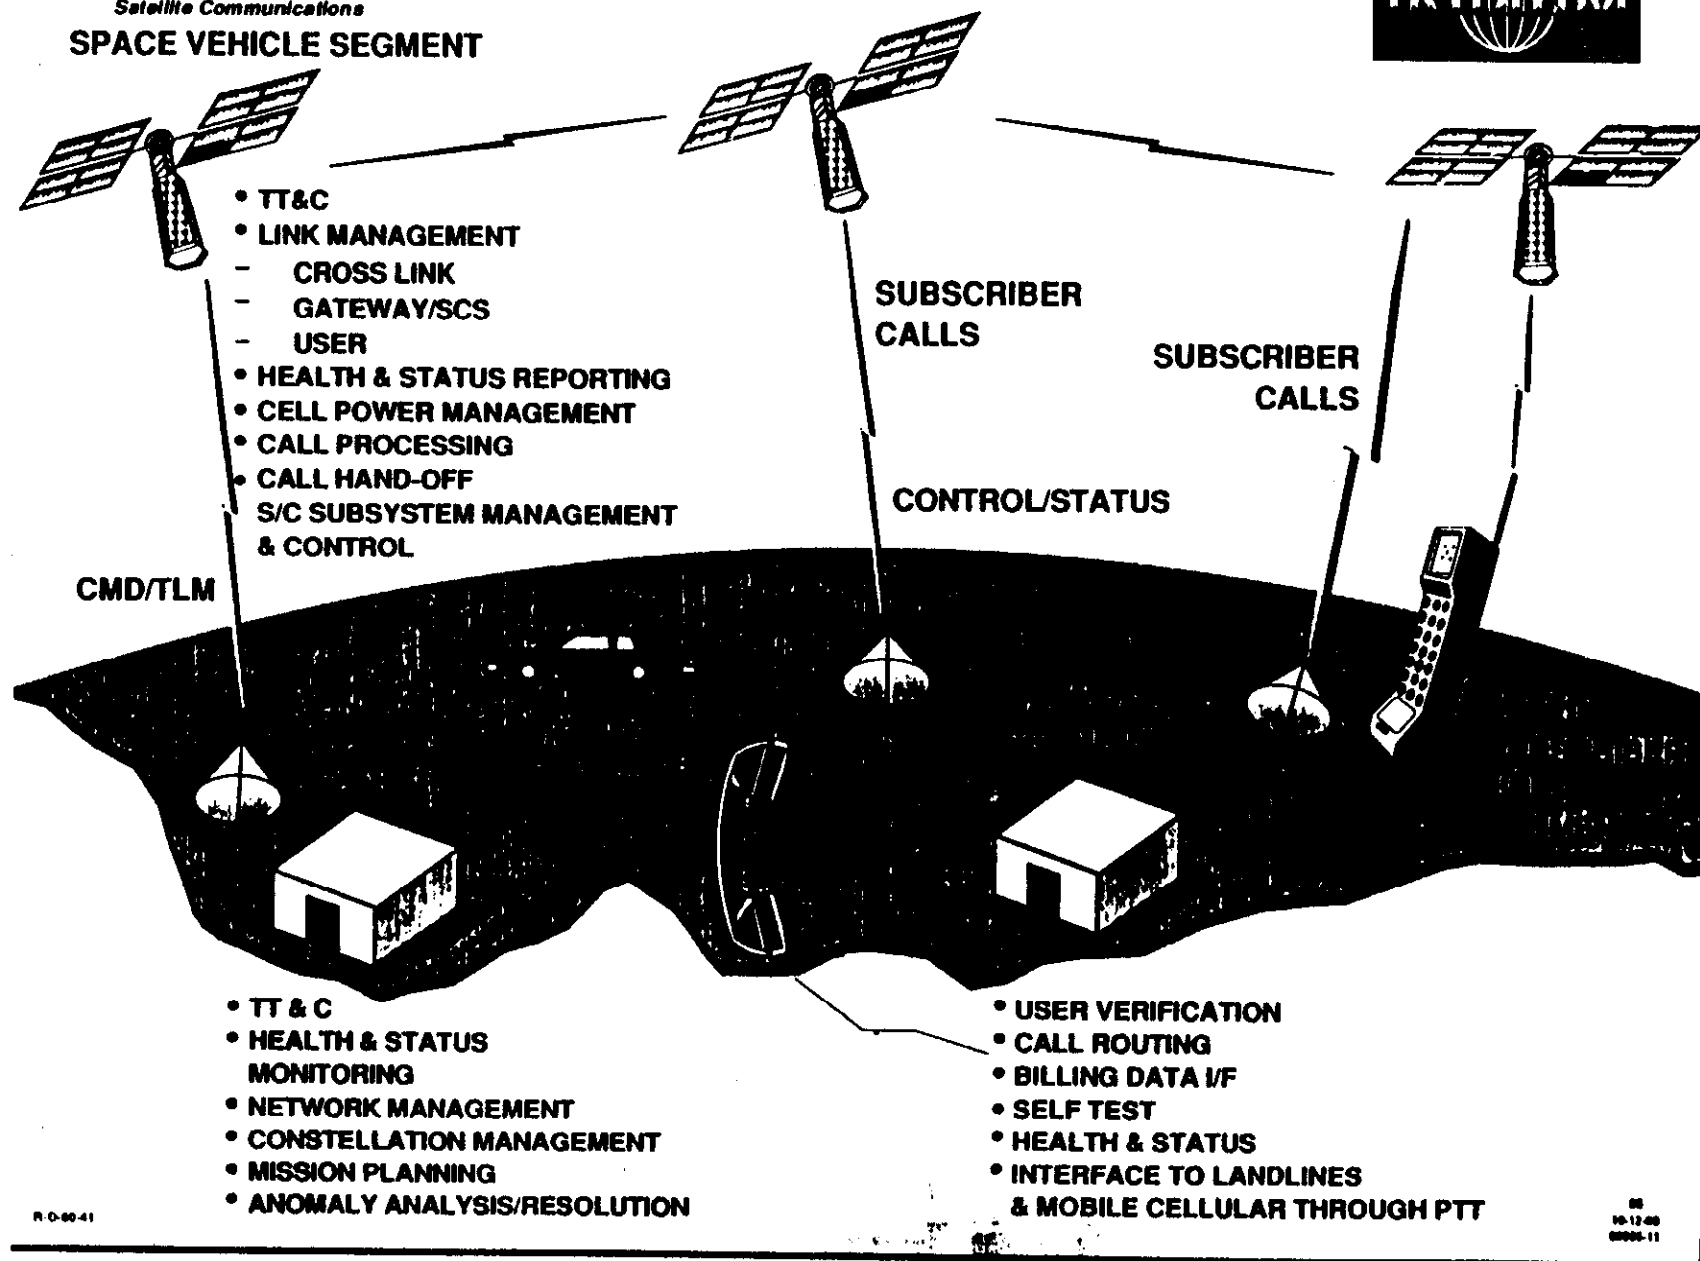 Satellite Communications
SPACE VEHICLE SEGMENT
• TT&C
• LINK MANAGEMENT
– CROSS LINK
– GATEWAY/SCS
– USER
• HEALTH & STATUS REPORTING
• CELL POWER MANAGEMENT
• CALL PROCESSING
• CALL HAND-OFF
S/C SUBSYSTEM MANAGEMENT
& CONTROL
CMD/TLM
SUBSCRIBER
CALLS
CONTROL/STATUS
SUBSCRIBER
CALLS
• TT & C
• HEALTH & STATUS
MONITORING
• NETWORK MANAGEMENT
• CONSTELLATION MANAGEMENT
• MISSION PLANNING
• ANOMALY ANALYSIS/RESOLUTION
• USER VERIFICATION
• CALL ROUTING
• BILLING DATA I/F
• SELF TEST
• HEALTH & STATUS
• INTERFACE TO LANDLINES
& MOBILE CELLULAR THROUGH PTT